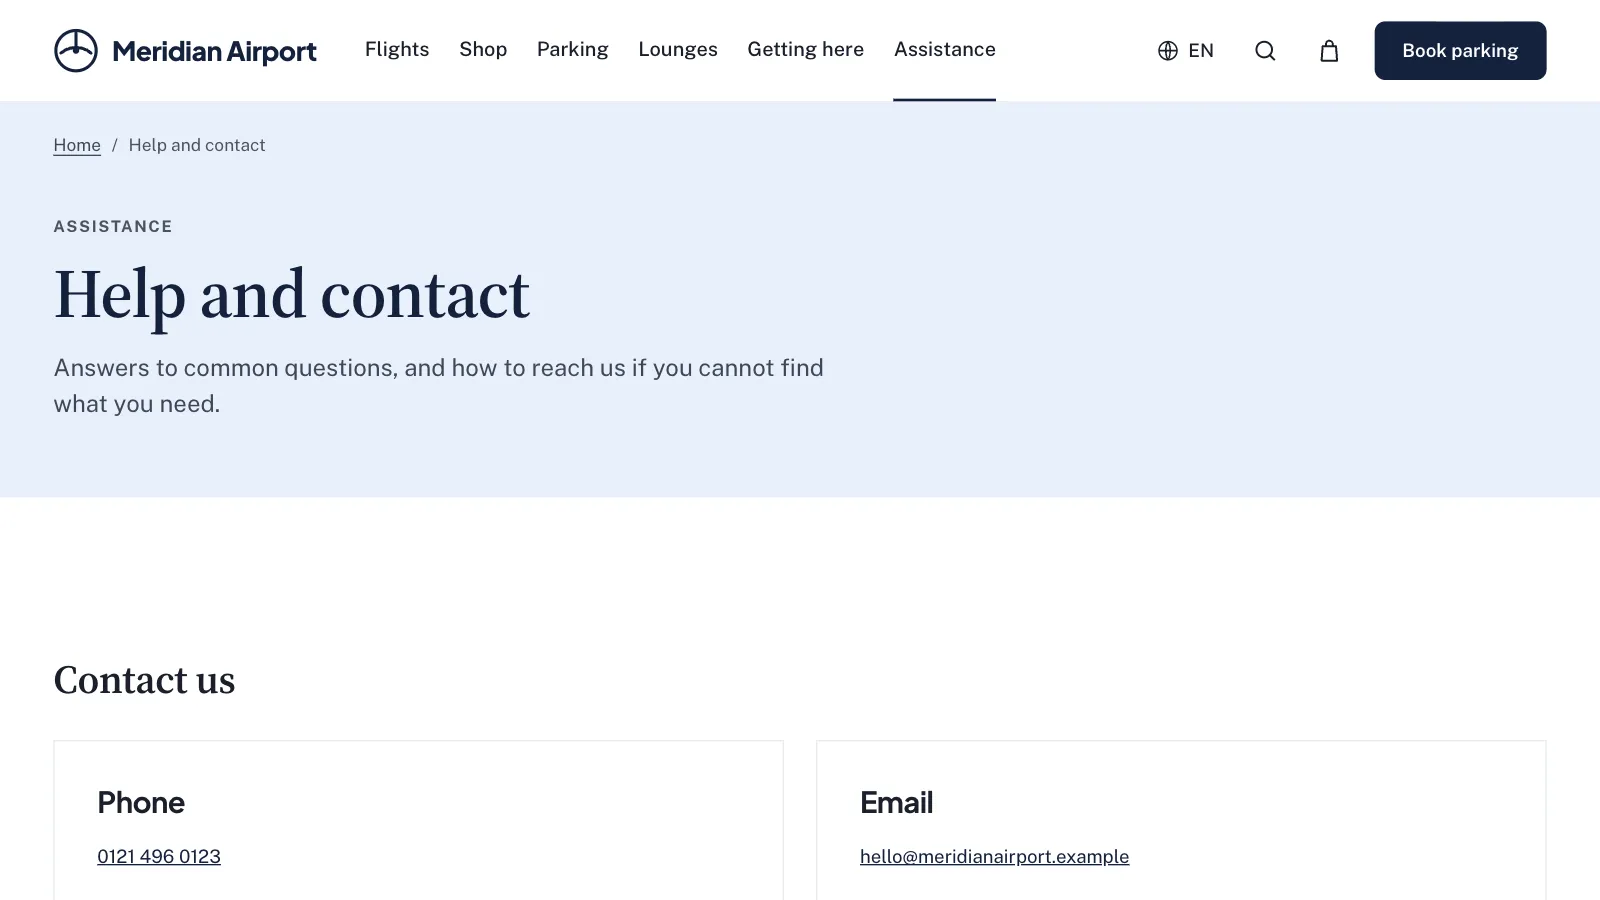 Meridian Airport
Flights
Shop
Parking
Lounges
Getting here
Assistance
EN
Book parking
Home / Help and contact
ASSISTANCE
Help and contact
Answers to common questions, and how to reach us if you cannot find
what you need.
Contact us
Phone
0121 496 0123
Email
hello@meridianairport.example